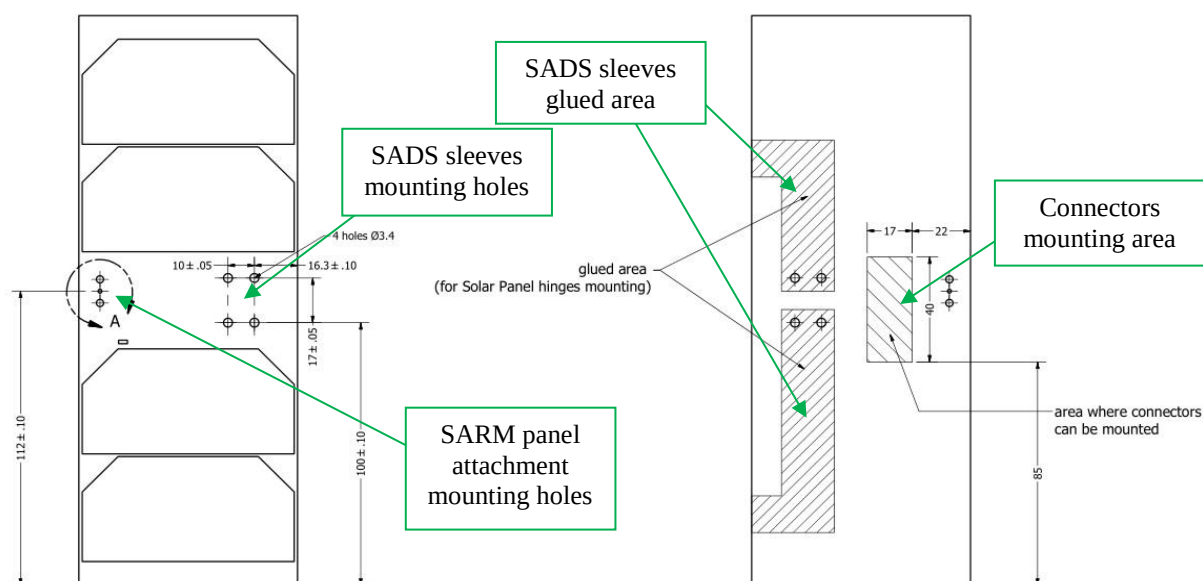 SADS sleeves
glued area
SADS sleeves
mounting holes
4 holes Ø3.4
10±.05
16.3±.10
A
17±.05
112±.10
100±.10
SARM panel
attachment
mounting holes
glued area
(for Solar Panel hinges mounting)
Connectors
mounting area
17
22
40
area where connectors
can be mounted
85